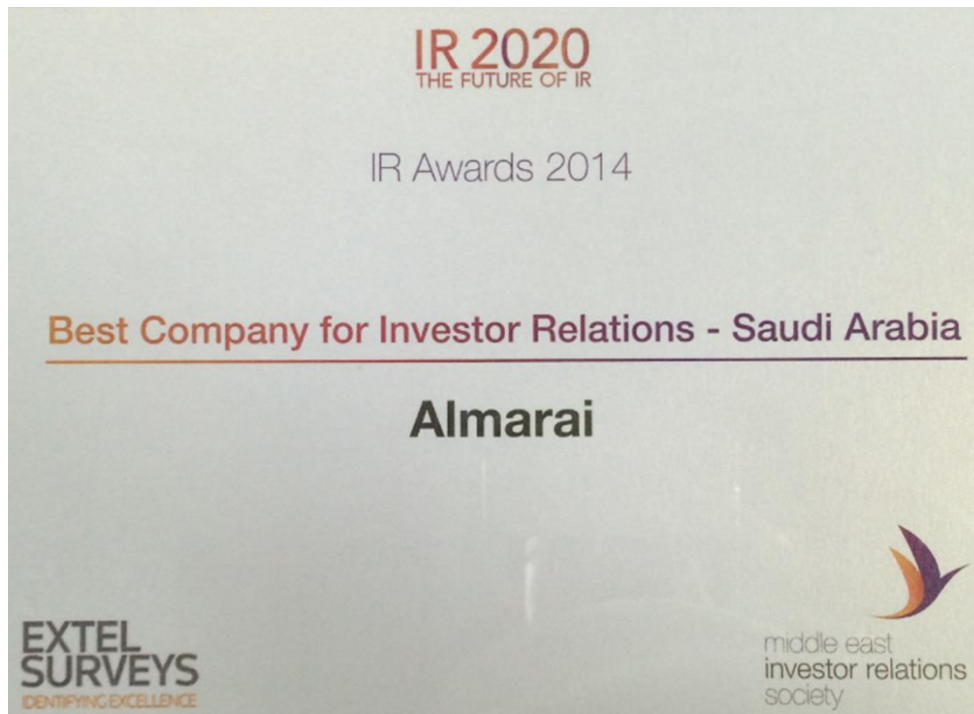 IR 2020
THE FUTURE OF IR
IR Awards 2014
Best Company for Investor Relations - Saudi Arabia
Almarai
EXTEL
SURVEYS
IDENTIFYING EXCELLENCE
middle east
investor relations
society